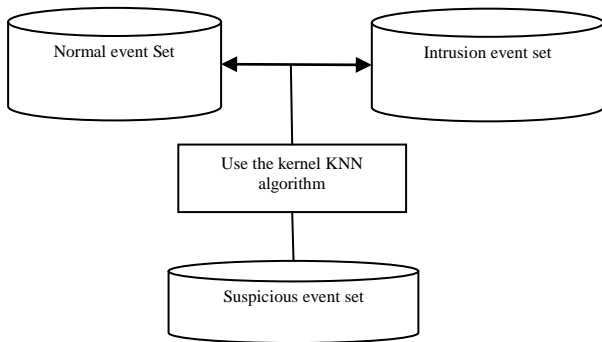 Normal event Set
Intrusion event set
Use the kernel KNN
algorithm
Suspicious event set